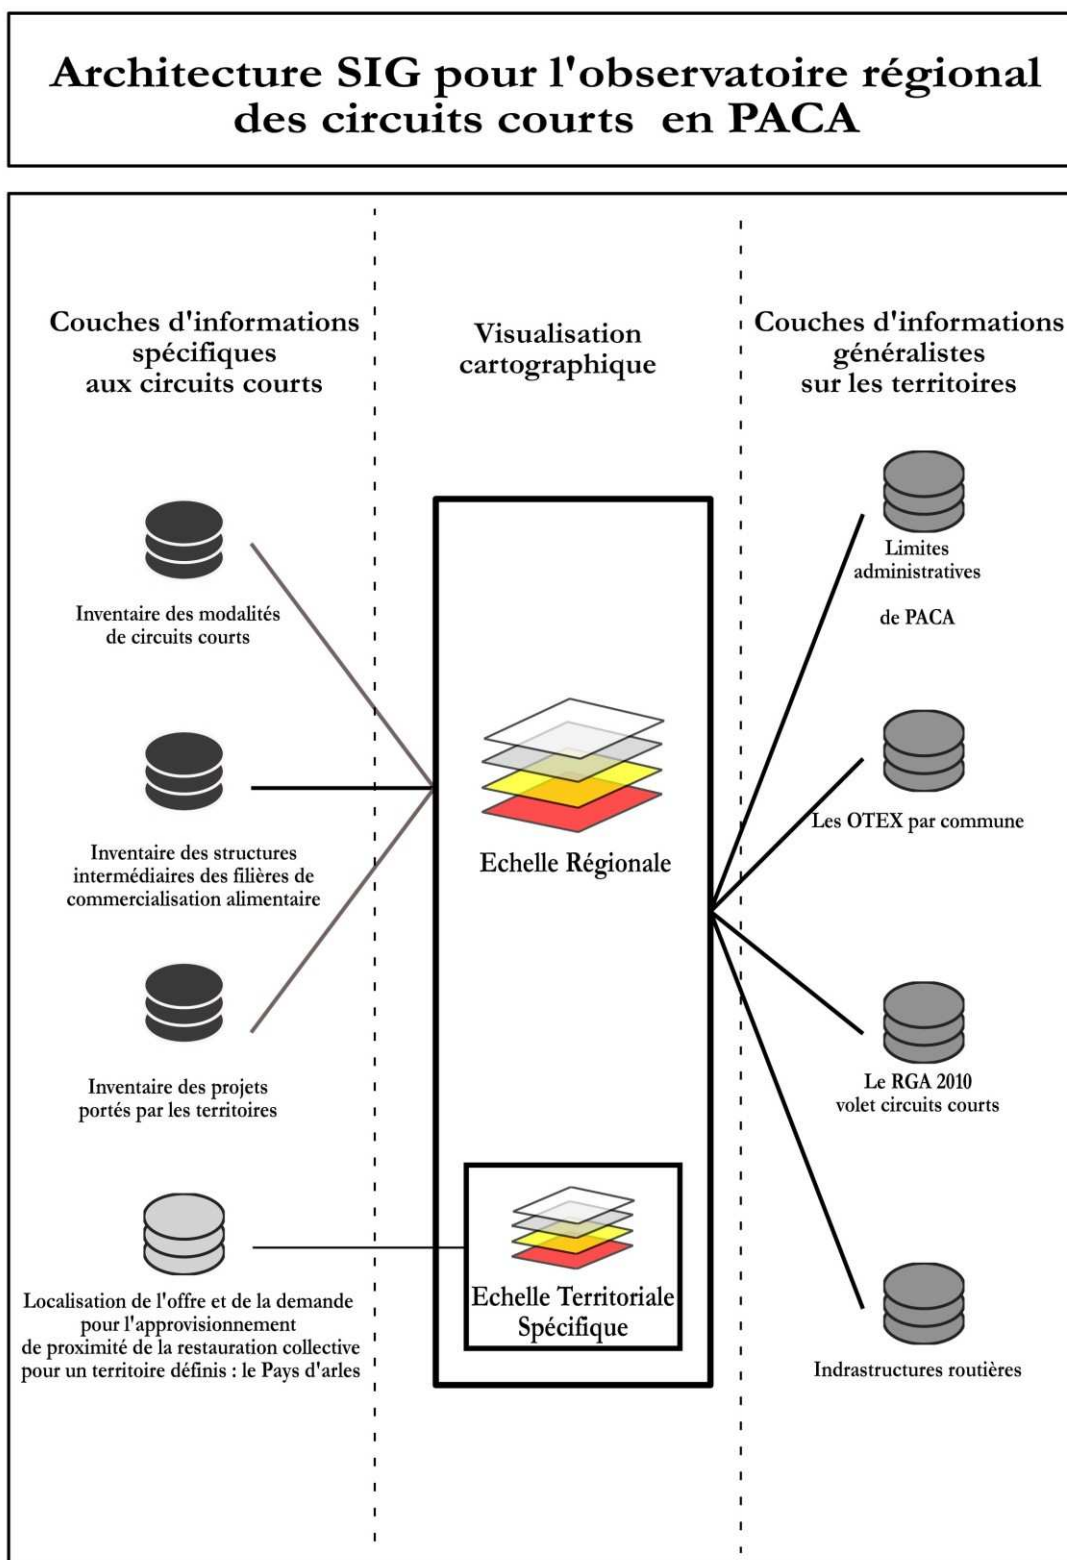 Architecture SIG pour l'observatoire régional
des circuits courts en PACA
Couches d'informations
spécifiques
aux circuits courts
Inventaire des modalités
de circuits courts
Inventaire des structures
intermédiaires des filières de
commercialisation alimentaire
Inventaire des projets
portés par les territoires
Localisation de l'offre et de la demande
pour l'approvisionnement
de proximité de la restauration collective
pour un territoire définis : le Pays d'arles
Visualisation
cartographique
Echelle Régionale
Echelle Territoriale
Spécifique
Couches d'informations
généralistes
sur les territoires
Limites
administratives
de PACA
Les OTEX par commune
Le RGA 2010
volet circuits courts
Indrastructures routières